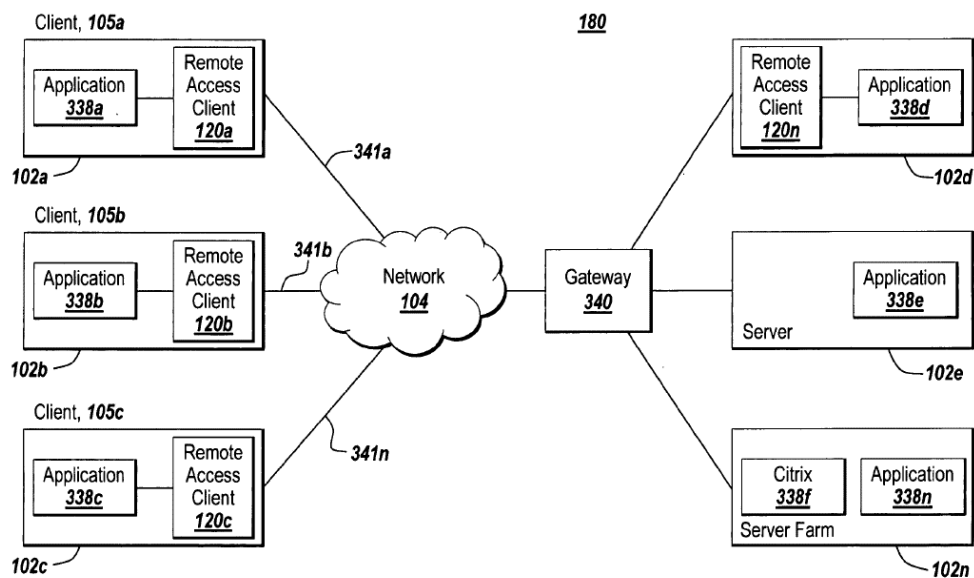 Client, 105a
Application
338a
Remote
Access
Client
120a
102a
341a
Client, 105b
Application
338b
Remote
Access
Client
120b
102b
341b
Client, 105c
Application
338c
Remote
Access
Client
120c
102c
341n
Network
104
Gateway
340
180
Remote
Access
Client
120n
Application
338d
102d
Application
338e
Server
102e
Citrix
338f
Application
338n
Server Farm
102n